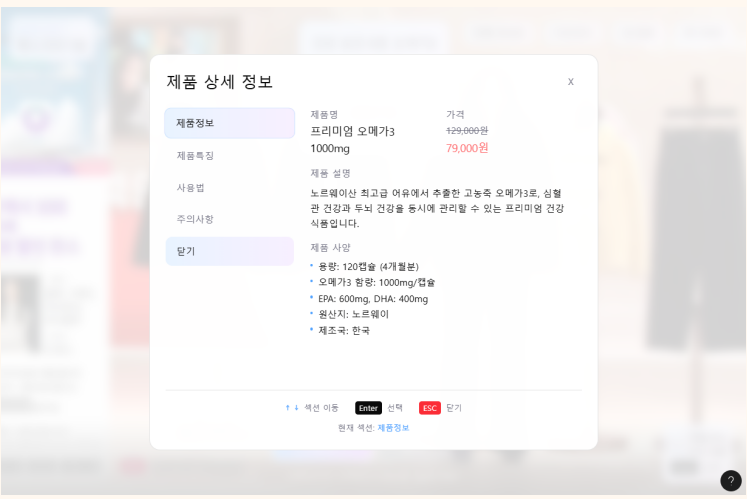 제품 상세 정보
X
제품정보
제품특징
사용법
주의사항
닫기
제품명
프리미엄 오메가3
1000mg
가격
129,000원
79,000원
제품 설명
노르웨이산 최고급 어유에서 추출한 고농축 오메가3로, 심혈
관 건강과 두뇌 건강을 동시에 관리할 수 있는 프리미엄 건강
식품입니다.
제품 사양
• 용량: 120캡슐 (4개월분)
• 오메가3 함량: 1000mg/캡슐
• EPA: 600mg, DHA: 400mg
• 원산지: 노르웨이
• 제조국: 한국
↑ ↓ 섹션 이동 Enter 선택 ESC 닫기
현재 섹션: 제품정보
?